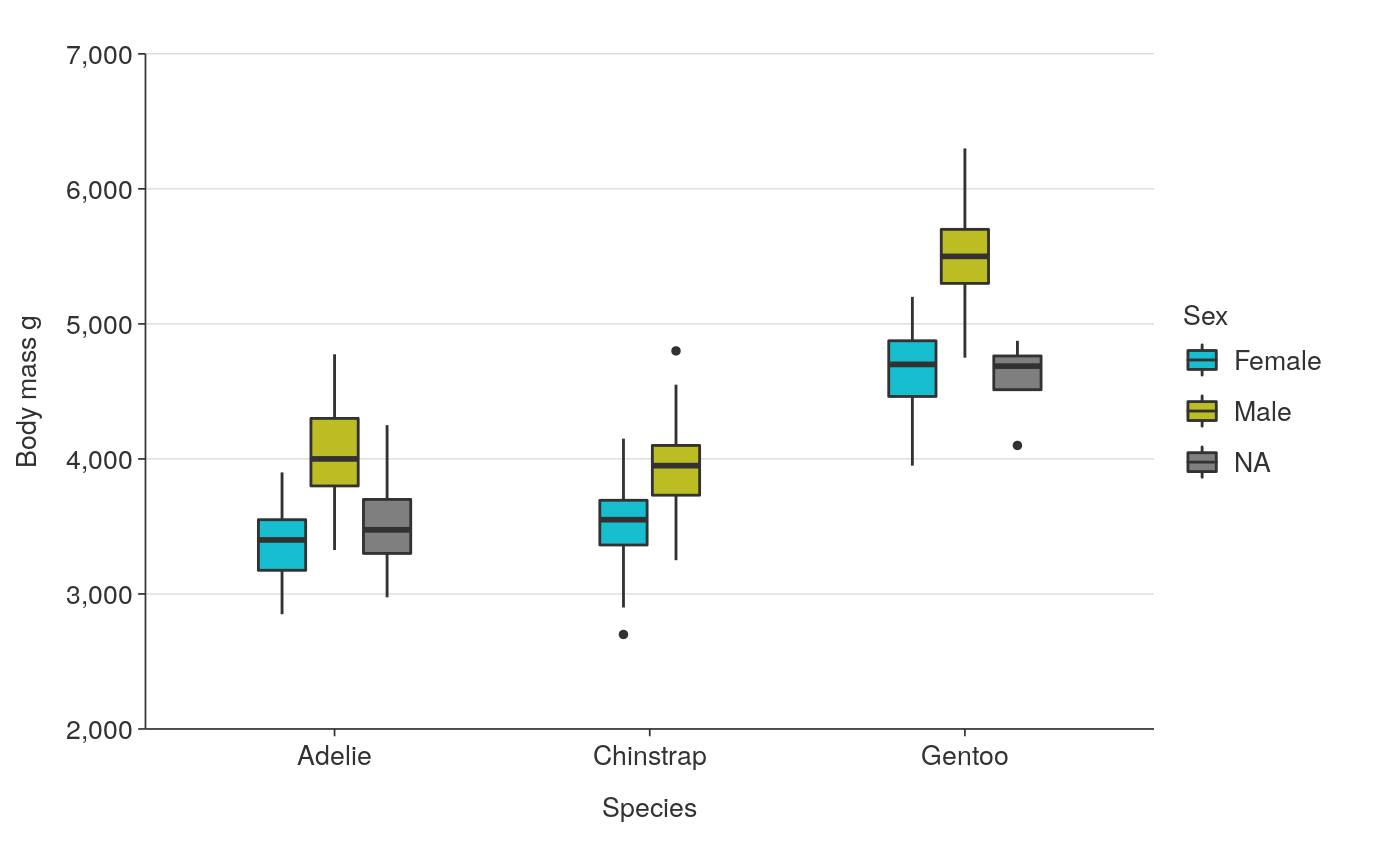 7,000
6,000
5,000
4,000
3,000
2,000
Body mass g
Adelie
Chinstrap
Gentoo
Species
Sex
Female
Male
NA